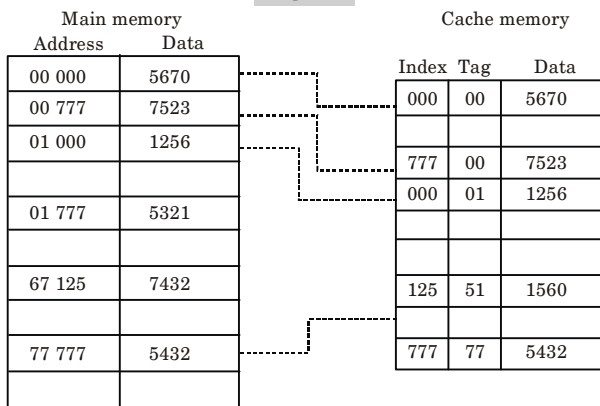 Main memory
Address Data
00 000 5670
00 777 7523
01 000 1256
01 777 5321
67 125 7432
77 777 5432
Cache memory
Index Tag Data
000 00 5670
777 00 7523
000 01 1256
125 51 1560
777 77 5432